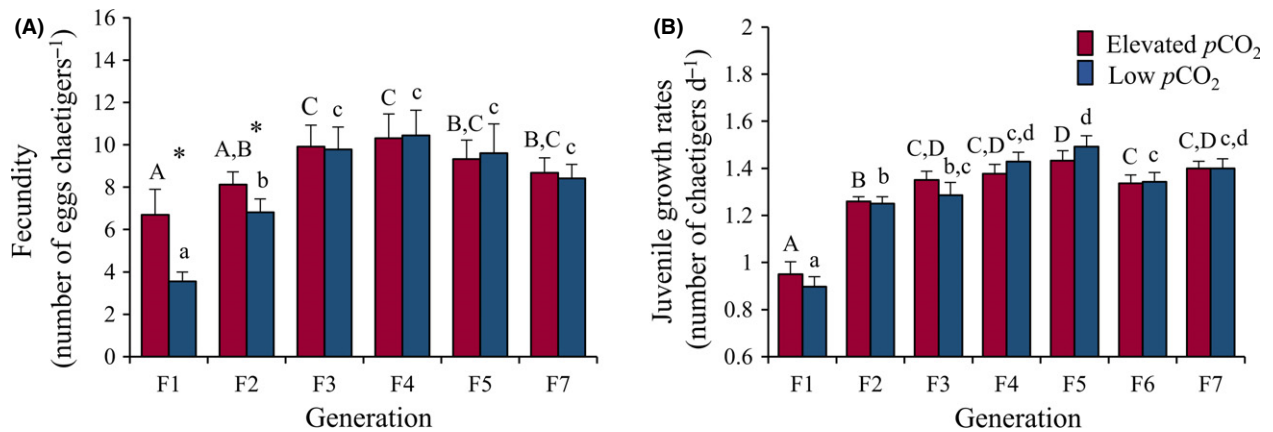 (A)
Fecundity
(number of eggs chaetigers⁻¹)
16
14
12
10
8
6
4
2
0
A * a
A,B * b
C c
C c
B,C c
B,C c
F1 F2 F3 F4 F5 F7
Generation
(B)
Juvenile growth rates
(number of chaetigers d⁻¹)
2
1.8
1.6
1.4
1.2
1
0.8
0.6
Elevated pCO₂
Low pCO₂
A a
B b
C,D b,c
C,D c,d
D d
C c
C,D c,d
F1 F2 F3 F4 F5 F6 F7
Generation